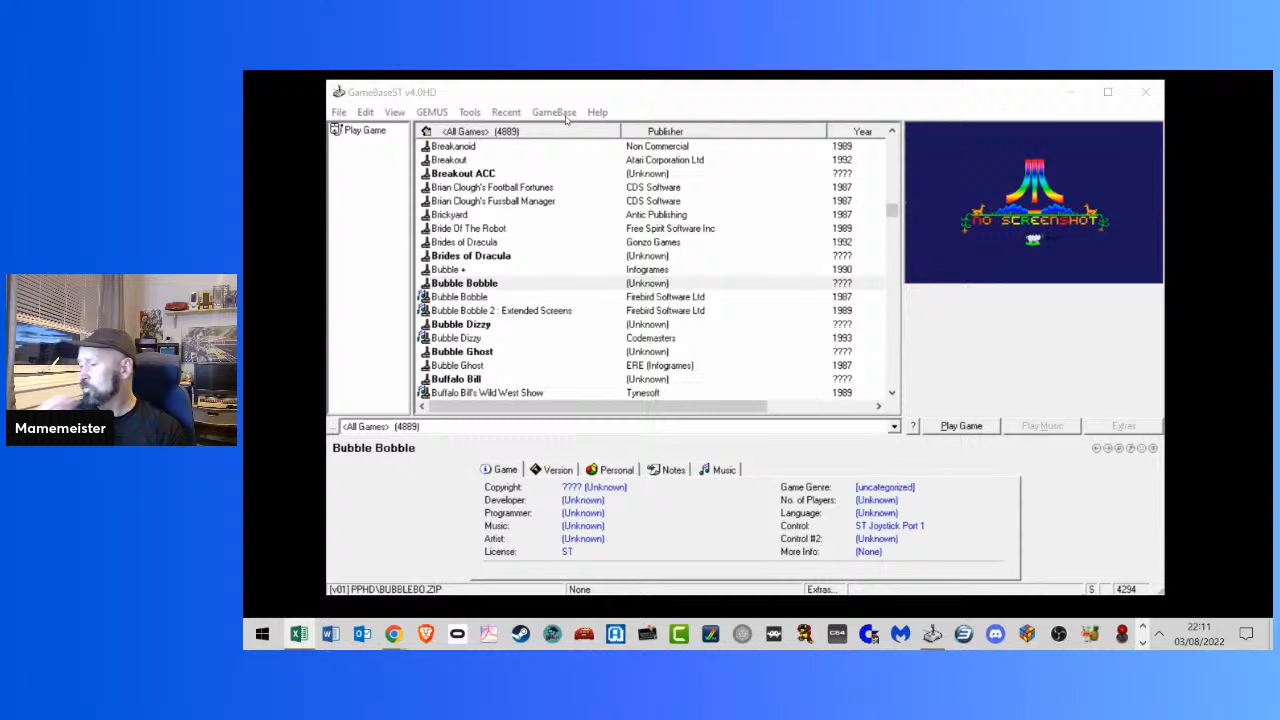 GameBaseST v4.0HD
File Edit View GEMUS Tools Recent GameBase Help
Play Game
<All Games> (4889) Publisher Year
Breakanoid Non Commercial 1989
Breakout Atari Corporation Ltd 1992
Breakout ACC (Unknown) ????
Brian Clough's Football Fortunes CDS Software 1987
Brian Clough's Fussball Manager CDS Software 1987
Brickyard Antic Publishing 1987
Bride Of The Robot Free Spirit Software Inc 1989
Brides of Dracula Gonzo Games 1992
Brides of Dracula (Unknown) ????
Bubble + Infogrames 1990
Bubble Bobble (Unknown) ????
Bubble Bobble Firebird Software Ltd 1987
Bubble Bobble 2 : Extended Screens Firebird Software Ltd 1989
Bubble Dizzy (Unknown) ????
Bubble Dizzy Codemasters 1993
Bubble Ghost (Unknown) ????
Bubble Ghost ERE (Infogrames) 1987
Buffalo Bill (Unknown) ????
Buffalo Bill's Wild West Show Tynesoft 1989
NO SCREENSHOT
... <All Games> (4889) ? Play Game Play Music Extras
Bubble Bobble
Game Version Personal Notes Music
Copyright: ???? (Unknown) Game Genre: [uncategorized]
Developer: (Unknown) No. of Players: (Unknown)
Programmer: (Unknown) Language: (Unknown)
Music: (Unknown) Control: ST Joystick Port 1
Artist: (Unknown) Control #2: (Unknown)
License: ST More Info: (None)
[v01] PPHD\BUBBLEBO.ZIP None Extras... S 4294
Mamemeister
C64
22:11
03/08/2022